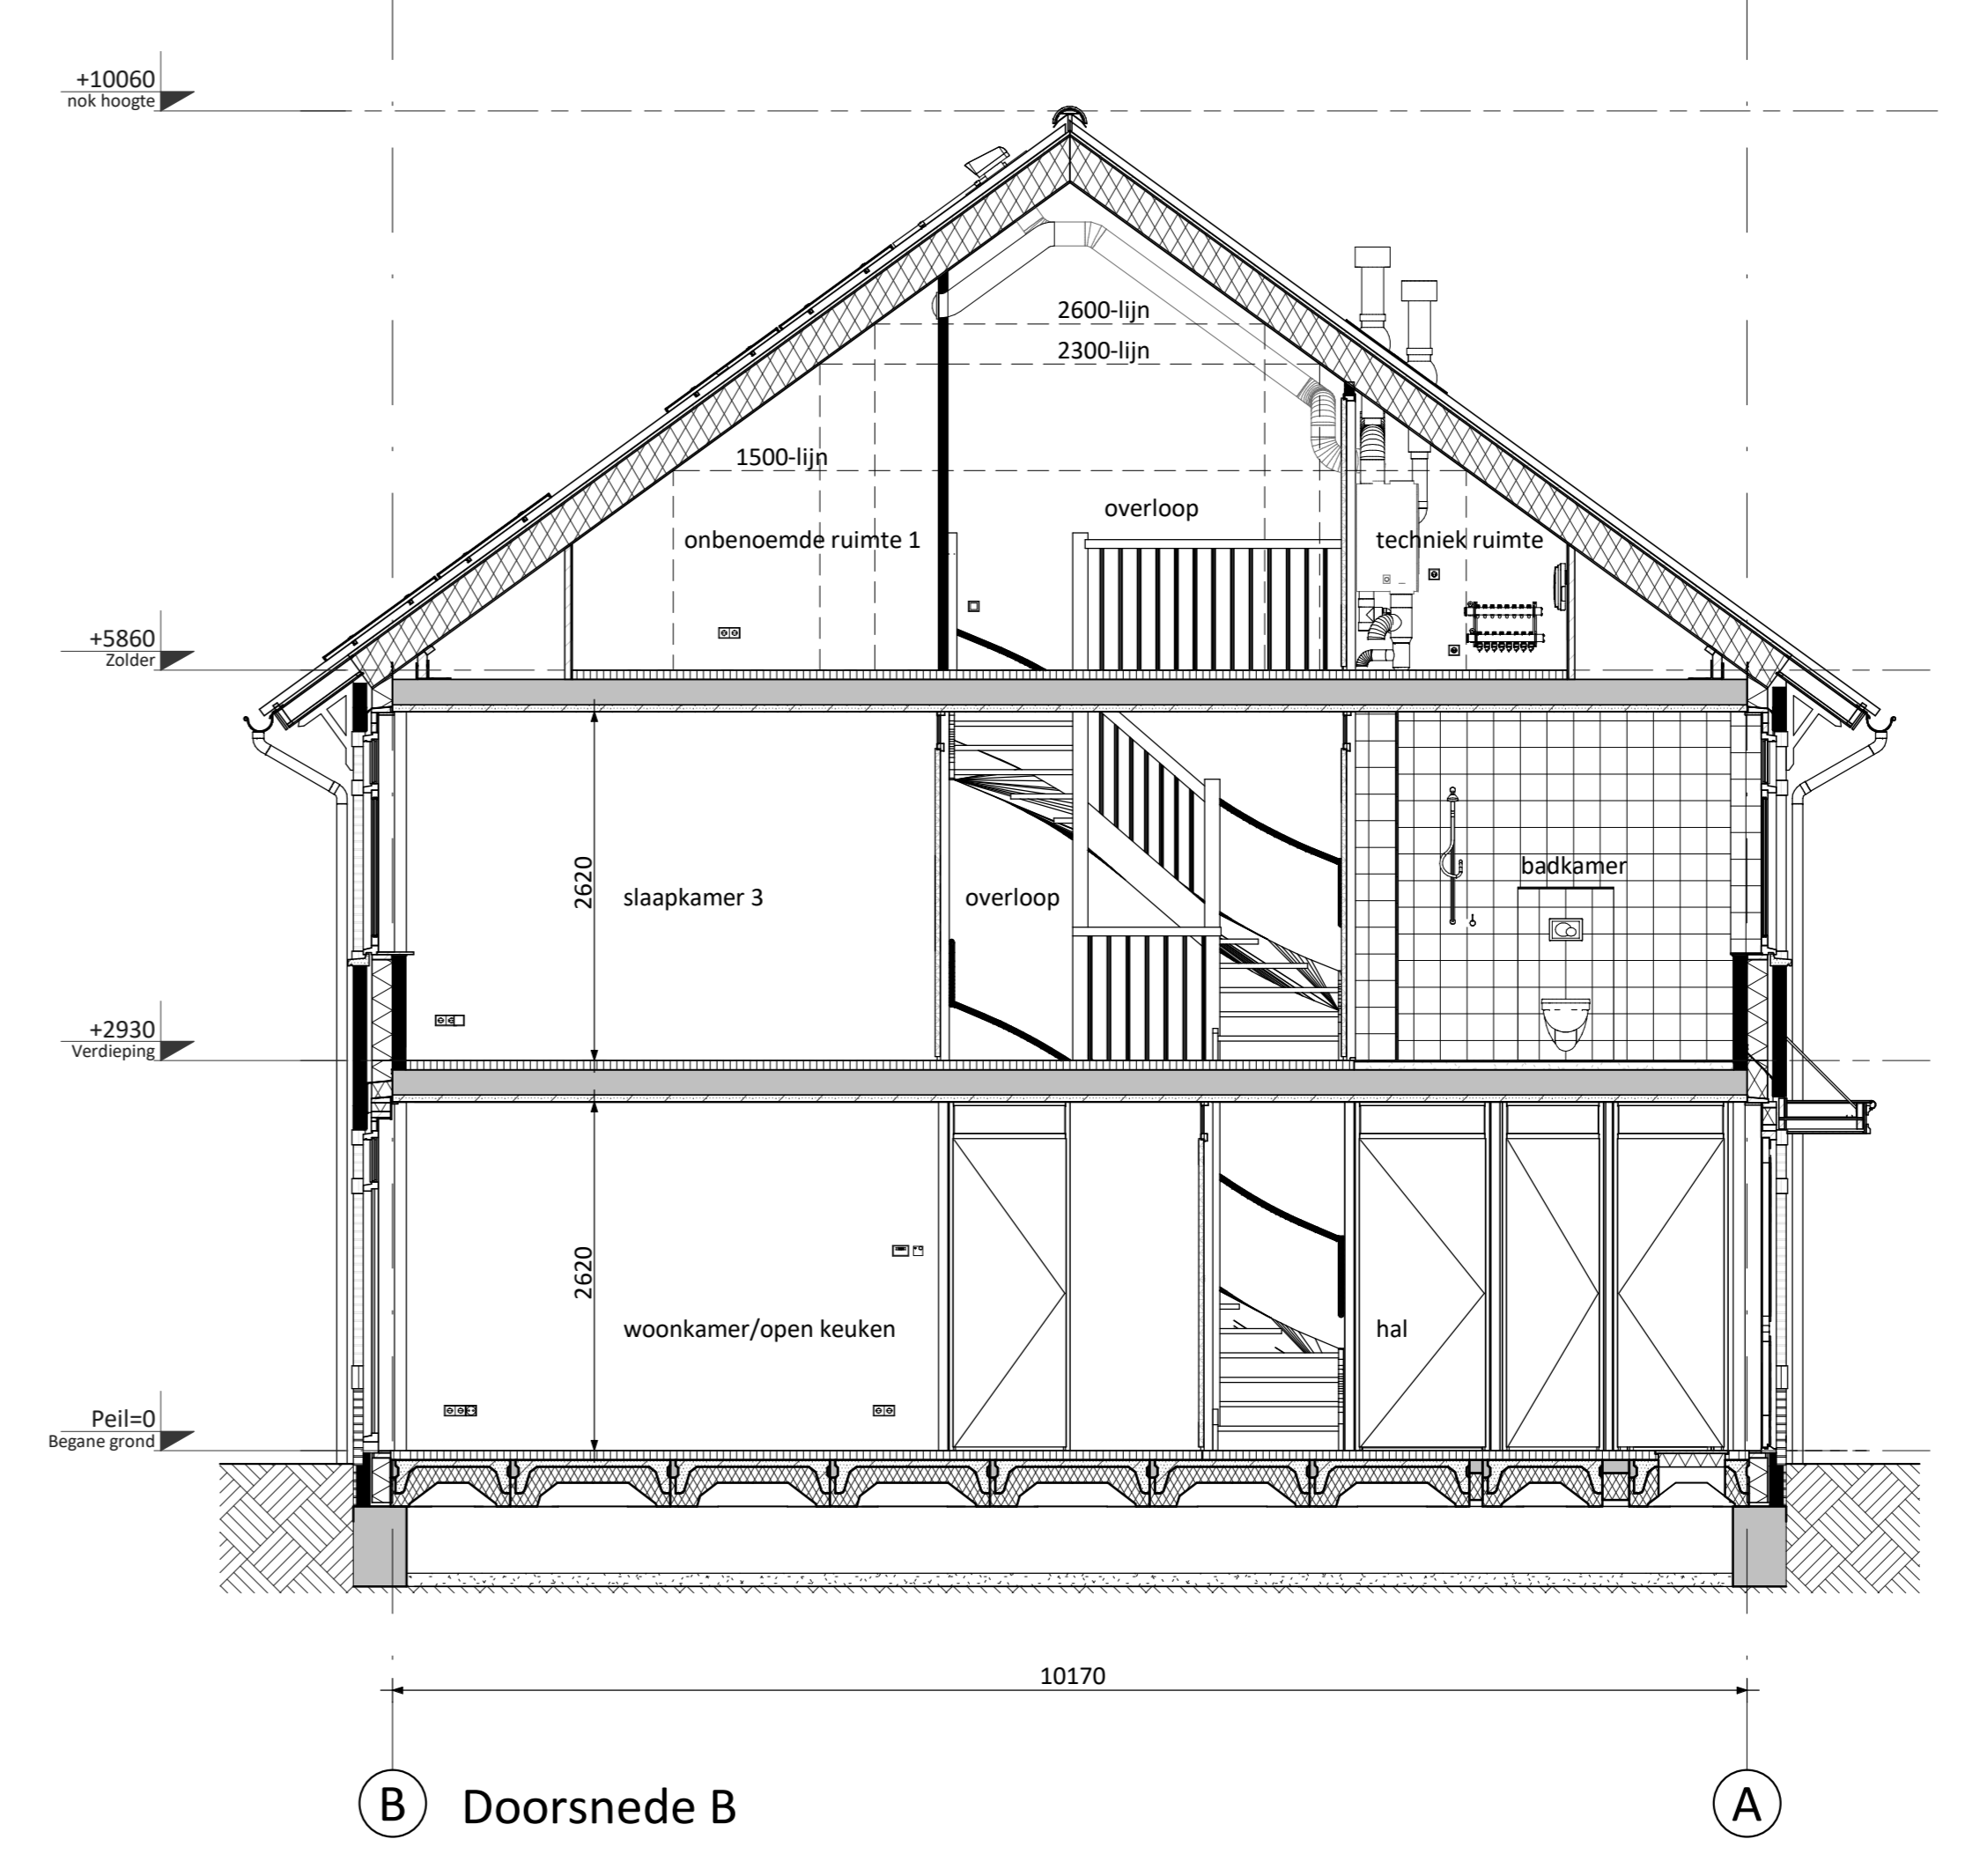 +10060
nok hoogte
2600-lijn
2300-lijn
1500-lijn
overloop
onbenoemde ruimte 1
techniek ruimte
+5860
Zolder
2620
slaapkamer 3
overloop
badkamer
+2930
Verdieping
2620
woonkamer/open keuken
hal
Peil=0
Begane grond
10170
B
Doorsnede B
A